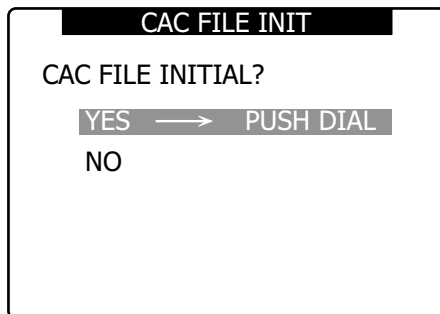 CAC FILE INIT
CAC FILE INITIAL?
YES → PUSH DIAL
NO